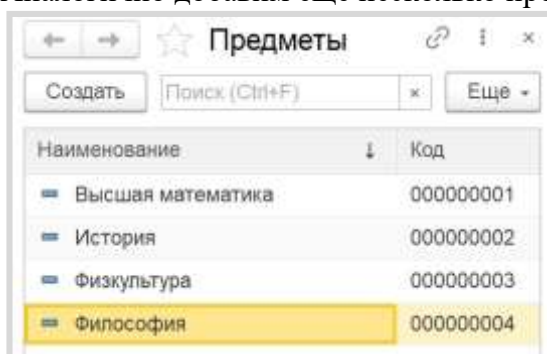 Предметы
Создать Поиск (Ctrl+F) × Еще
Наименование ↓ Код
Высшая математика 000000001
История 000000002
Физкультура 000000003
Философия 000000004